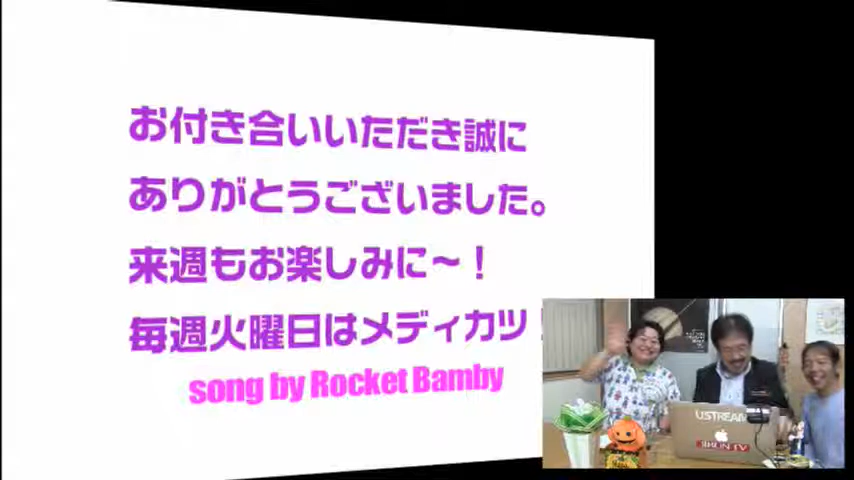 お付き合いいただき誠に
ありがとうございました。
来週もお楽しみに～！
毎週火曜日はメディカツ！
song by Rocket Bamby
USTREAM